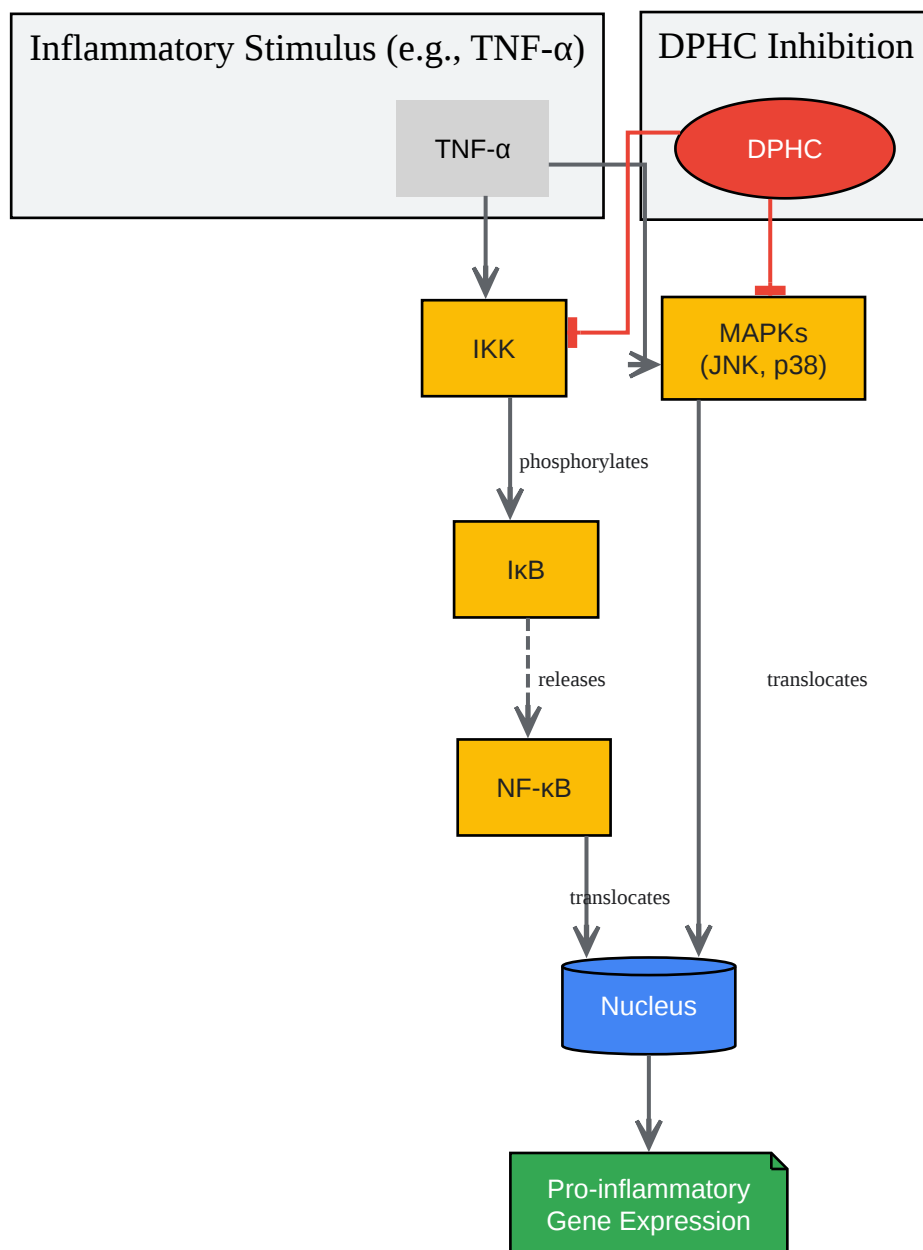 Inflammatory Stimulus (e.g., TNF-α)
DPHC Inhibition
TNF-α
DPHC
IKK
MAPKs
(JNK, p38)
phosphorylates
IκB
releases
translocates
NF-κB
translocates
Nucleus
Pro-inflammatory
Gene Expression